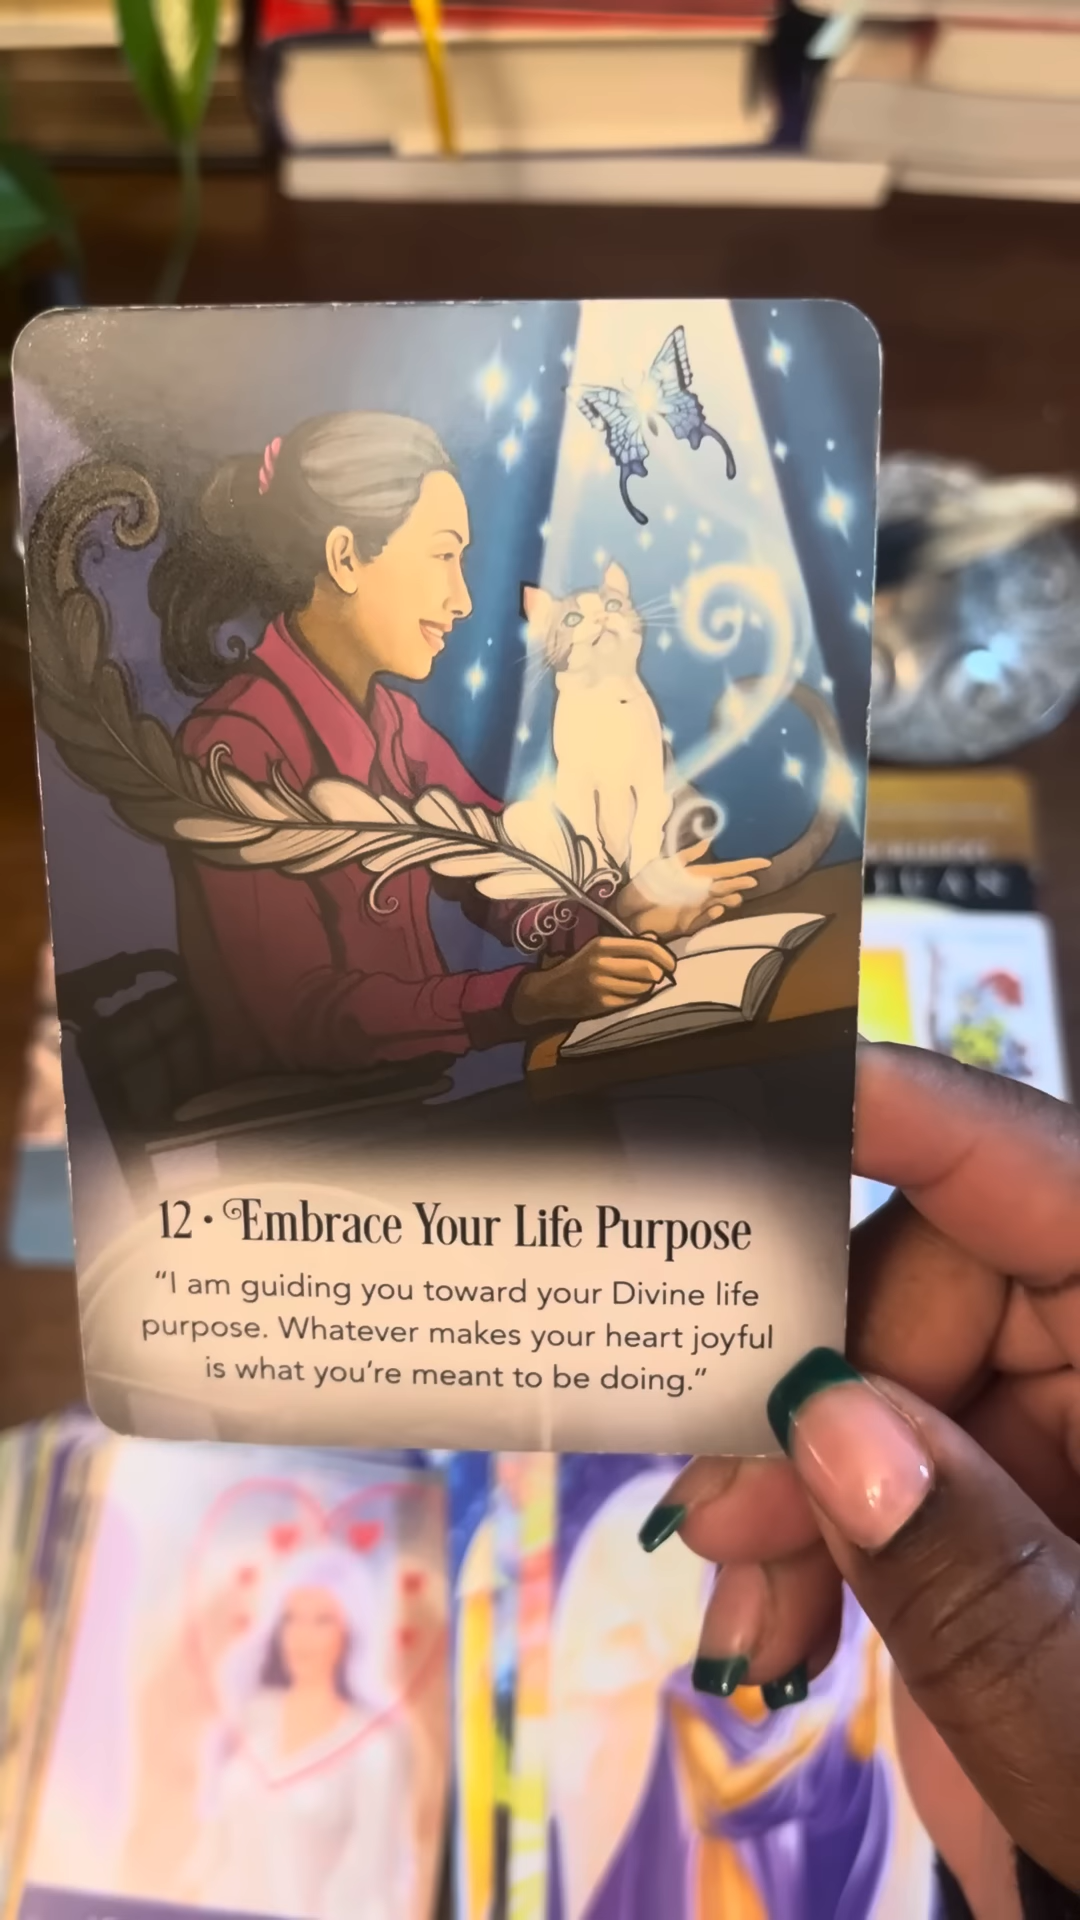 12 · Embrace Your Life Purpose
“I am guiding you toward your Divine life
purpose. Whatever makes your heart joyful
is what you’re meant to be doing.”